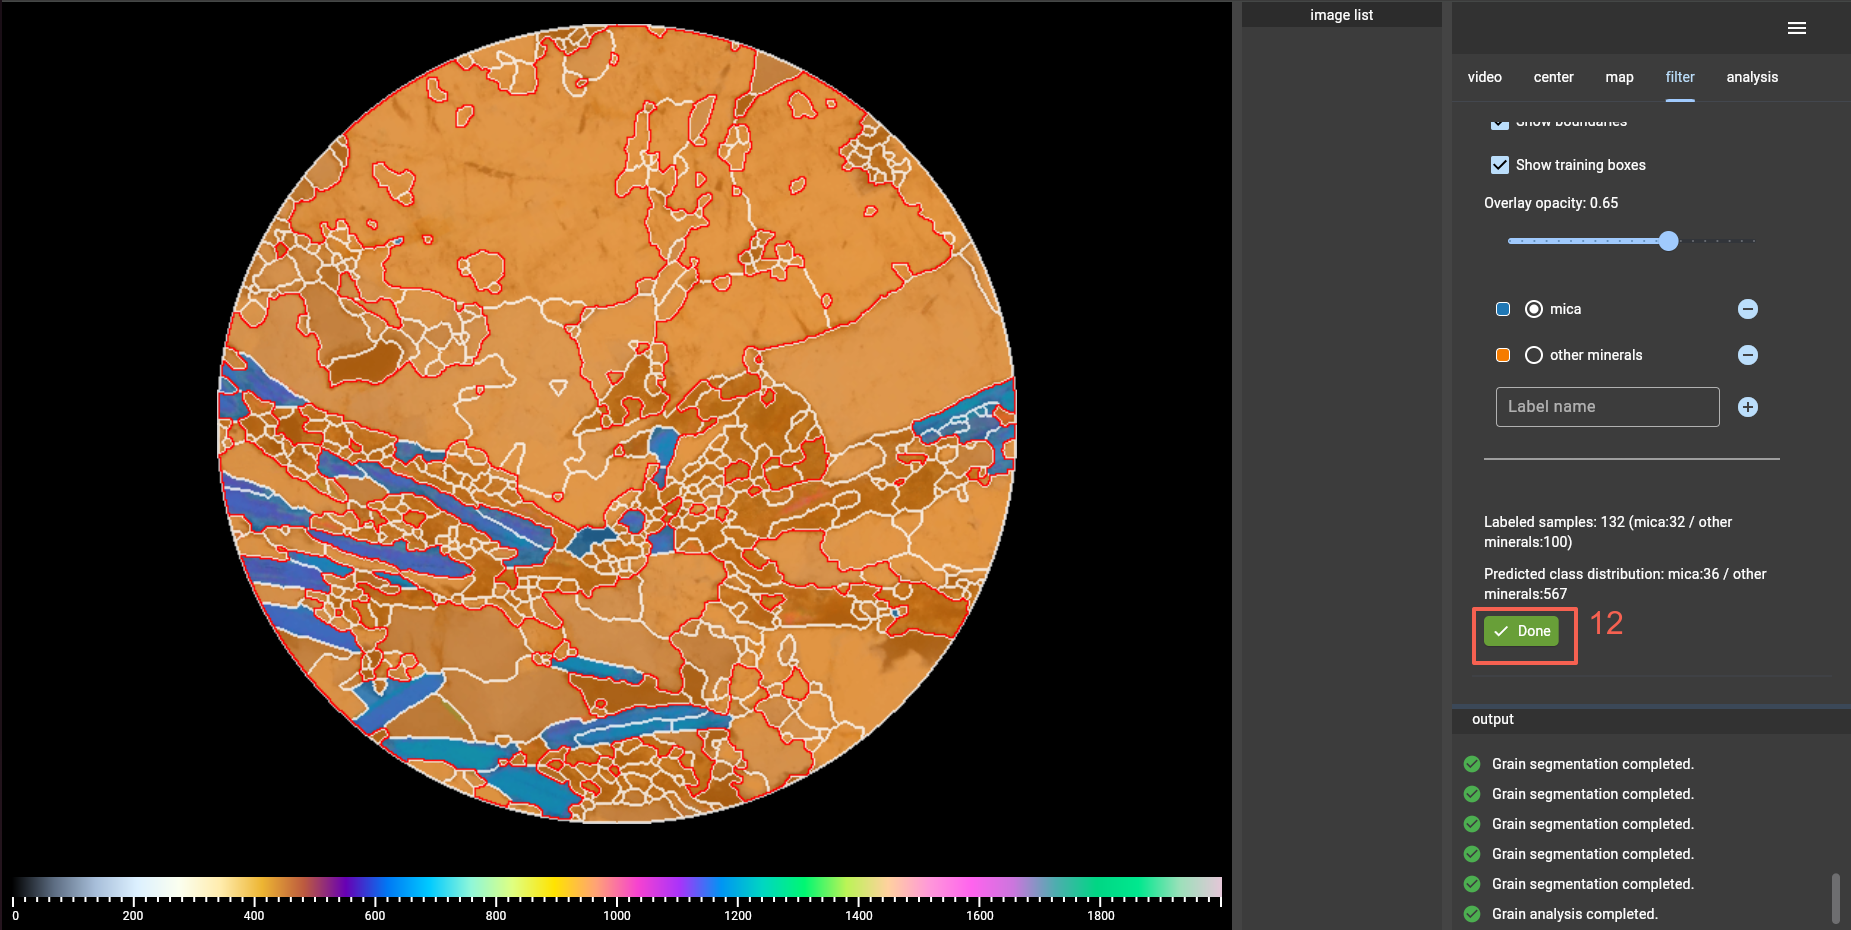 image list
video center map filter analysis
Show boundaries
Show training boxes
Overlay opacity: 0.65
mica
other minerals
Label name
Labeled samples: 132 (mica:32 / other
minerals:100)
Predicted class distribution: mica:36 / other
minerals:567
Done
12
output
Grain segmentation completed.
Grain segmentation completed.
Grain segmentation completed.
Grain segmentation completed.
Grain segmentation completed.
Grain analysis completed.
0 200 400 600 800 1000 1200 1400 1600 1800